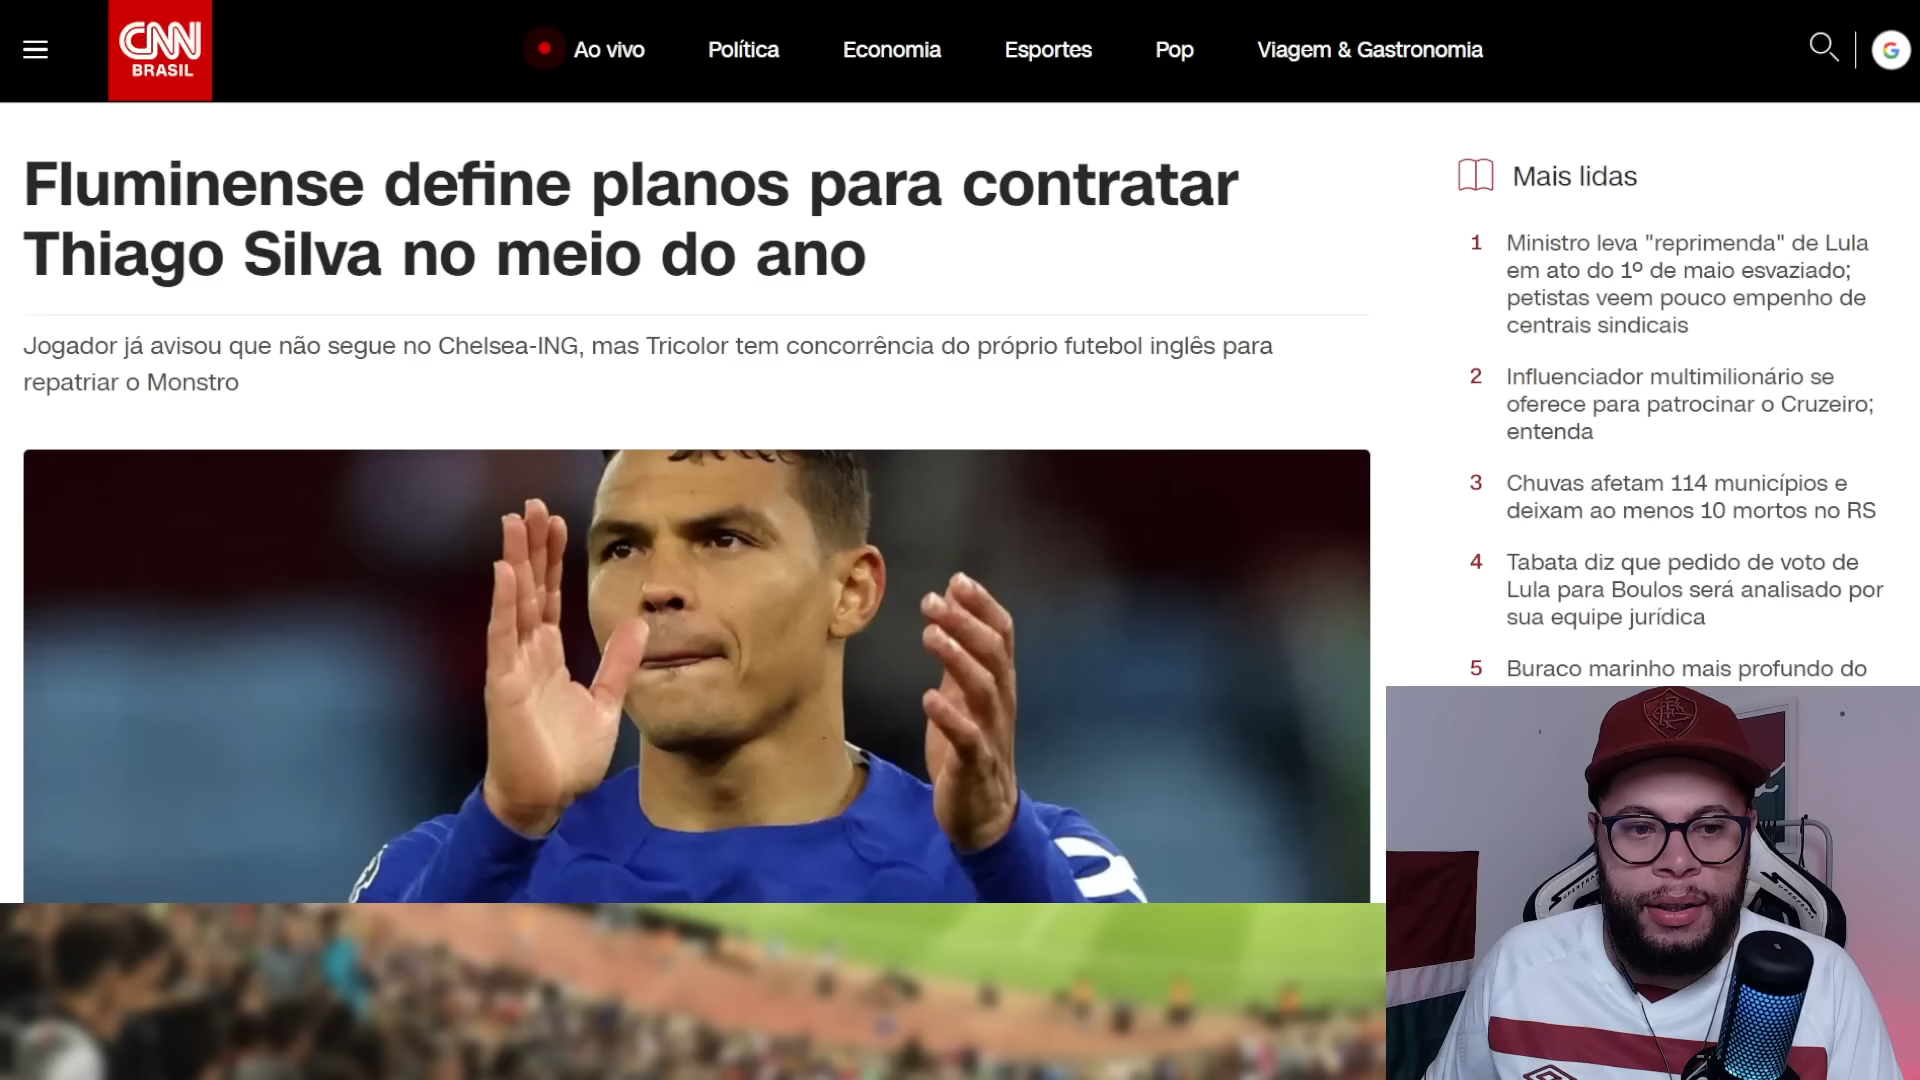 CNN
BRASIL
Ao vivo
Política
Economia
Esportes
Pop
Viagem & Gastronomia
G
Fluminense define planos para contratar
Thiago Silva no meio do ano
Jogador já avisou que não segue no Chelsea-ING, mas Tricolor tem concorrência do próprio futebol inglês para
repatriar o Monstro
Mais lidas
1 Ministro leva "reprimenda" de Lula
em ato do 1º de maio esvaziado;
petistas veem pouco empenho de
centrais sindicais
2 Influenciador multimilionário se
oferece para patrocinar o Cruzeiro;
entenda
3 Chuvas afetam 114 municípios e
deixam ao menos 10 mortos no RS
4 Tabata diz que pedido de voto de
Lula para Boulos será analisado por
sua equipe jurídica
5 Buraco marinho mais profundo do